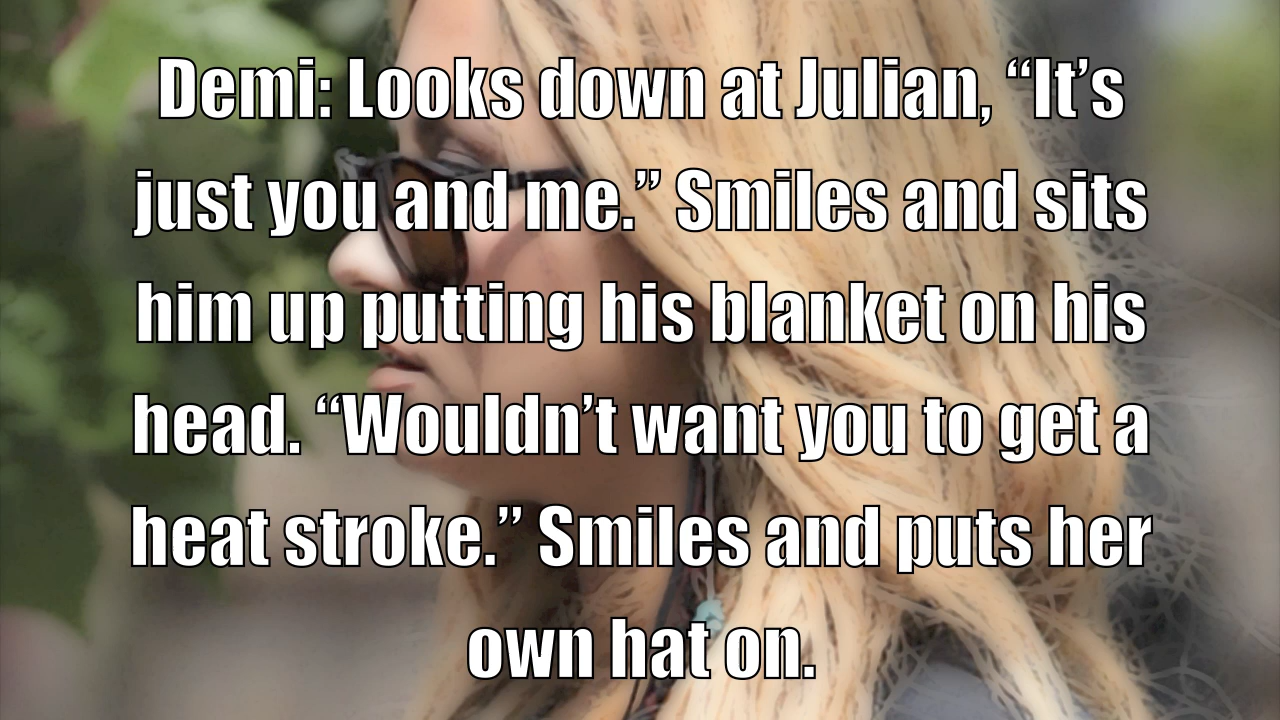 Demi: Looks down at Julian, “It’s
just you and me.” Smiles and sits
him up putting his blanket on his
head. “Wouldn’t want you to get a
heat stroke.” Smiles and puts her
own hat on.